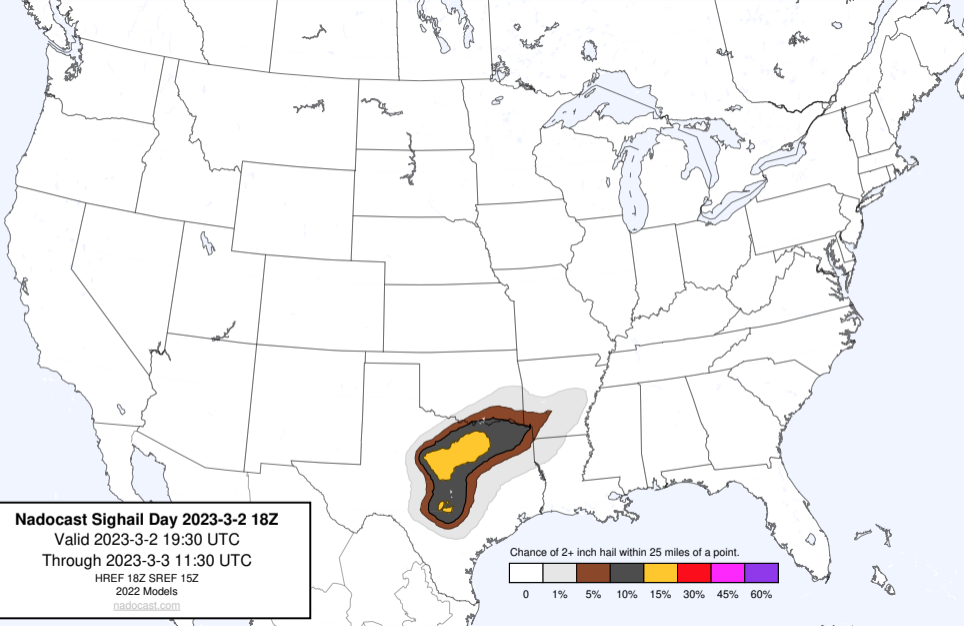 Nadocast Sighail Day 2023-3-2 18Z
Valid 2023-3-2 19:30 UTC
Through 2023-3-3 11:30 UTC
HREF 18Z SREF 15Z
2022 Models
nadocast.com
Chance of 2+ inch hail within 25 miles of a point.
0 1% 5% 10% 15% 30% 45% 60%